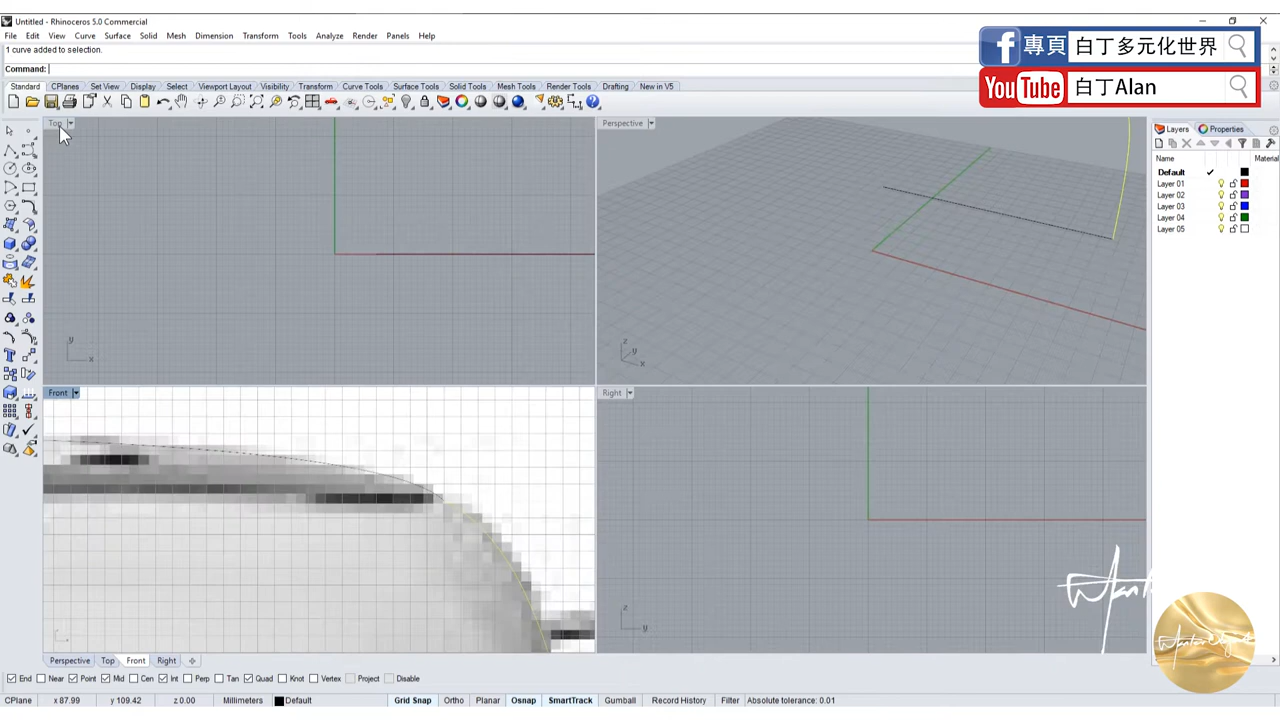 Untitled - Rhinoceros 5.0 Commercial
File Edit View Curve Surface Solid Mesh Dimension Transform Tools Analyze Render Panels Help
1 curve added to selection.
Command:
專頁 白丁多元化世界
YouTube 白丁Alan
Standard CPlanes Set View Display Select Viewport Layout Visibility Transform Curve Tools Surface Tools Solid Tools Mesh Tools Render Tools Drafting New in V5
Top
Perspective
Layers Properties
Name Material
Default
Layer 01
Layer 02
Layer 03
Layer 04
Layer 05
y
x
z
y
x
Front
Right
z
y
Perspective Top Front Right
End Near Point Mid Cen Int Perp Tan Quad Knot Vertex Project Disable
CPlane x 87.99 y 109.42 z 0.00 Millimeters Default Grid Snap Ortho Planar Osnap SmartTrack Gumball Record History Filter Absolute tolerance: 0.01